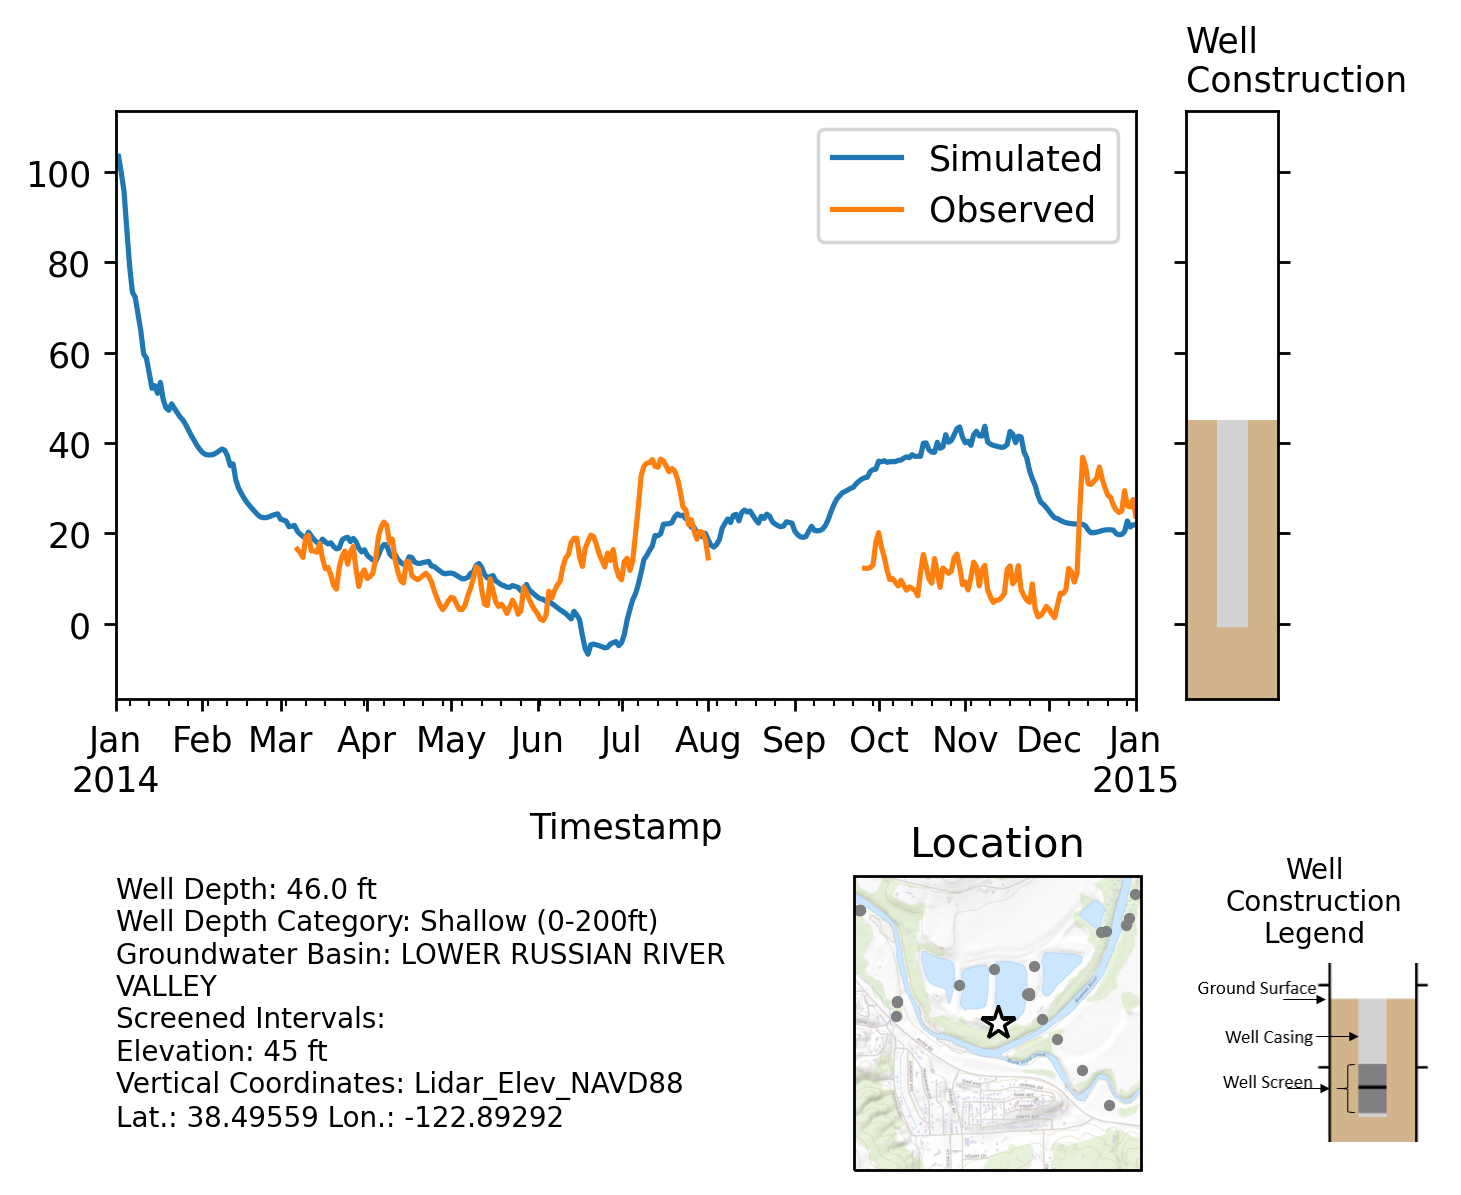 Well
Construction
Simulated
Observed
100
80
60
40
20
0
Jan Feb Mar Apr May Jun Jul Aug Sep Oct Nov Dec Jan
2014 2015
Timestamp
Well Depth: 46.0 ft
Well Depth Category: Shallow (0-200ft)
Groundwater Basin: LOWER RUSSIAN RIVER
VALLEY
Screened Intervals:
Elevation: 45 ft
Vertical Coordinates: Lidar_Elev_NAVD88
Lat.: 38.49559 Lon.: -122.89292
Location
Well
Construction
Legend
Ground Surface
Well Casing
Well Screen